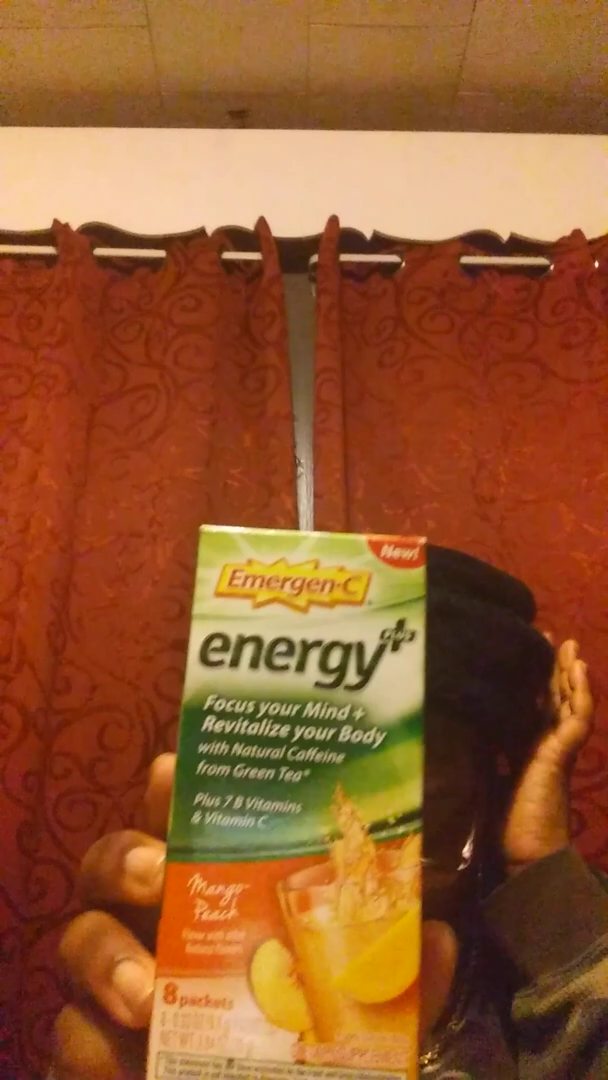 New!
Emergen-C
energy plus
Focus your Mind +
Revitalize your Body
with Natural Caffeine
from Green Tea*
Plus 7 B Vitamins
& Vitamin C
Mango-
Peach
8 packets